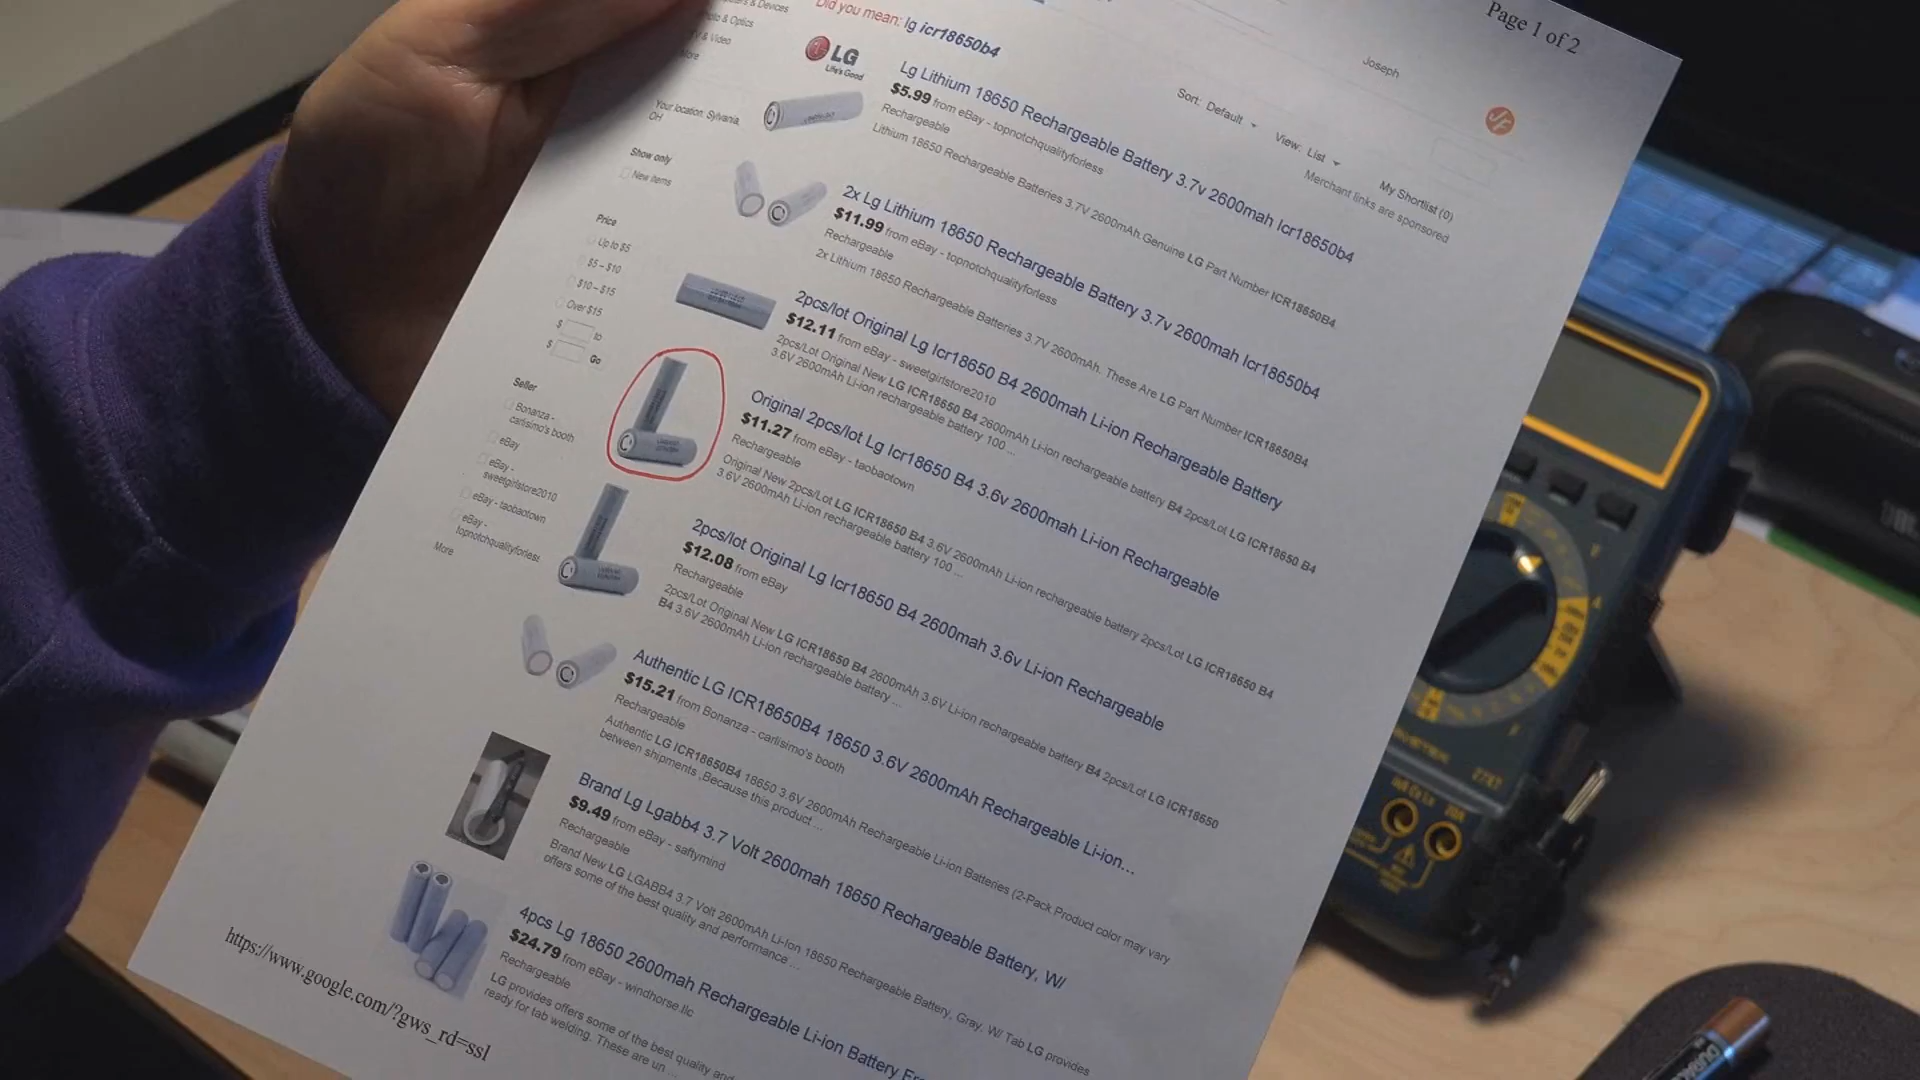 Page 1 of 2
Did you mean: lg icr18650b4
Joseph
JF
Sort: Default
View: List
My Shortlist (0)
Merchant links are sponsored
& Devices
& Optics
& Video
More
Your location: Sylvania,
OH
Show only
New items
Price
Up to $5
$5 – $10
$10 – $15
Over $15
$ to
$ Go
Seller
Bonanza -
carlisimo's booth
eBay
eBay -
sweetgirlstore2010
eBay - taobaotown
eBay -
topnotchqualityforless
More
LG
Life's Good
Lg Lithium 18650 Rechargeable Battery 3.7v 2600mah Icr18650b4
$5.99 from eBay - topnotchqualityforless
Rechargeable
Lithium 18650 Rechargeable Batteries 3.7V 2600mAh. Genuine LG Part Number ICR18650B4.
2x Lg Lithium 18650 Rechargeable Battery 3.7v 2600mah Icr18650b4
$11.99 from eBay - topnotchqualityforless
Rechargeable
2x Lithium 18650 Rechargeable Batteries 3.7V 2600mAh. These Are LG Part Number ICR18650B4.
2pcs/lot Original Lg Icr18650 B4 2600mah Li-ion Rechargeable Battery
$12.11 from eBay - sweetgirlstore2010
2pcs/Lot Original New LG ICR18650 B4 2600mAh Li-ion rechargeable battery B4 2pcs/Lot LG ICR18650 B4
3.6V 2600mAh Li-ion rechargeable battery 100 ...
Original 2pcs/lot Lg Icr18650 B4 3.6v 2600mah Li-ion Rechargeable
$11.27 from eBay - taobaotown
Rechargeable
Original New 2pcs/Lot LG ICR18650 B4 3.6V 2600mAh Li-ion rechargeable battery 2pcs/Lot LG ICR18650 B4
3.6V 2600mAh Li-ion rechargeable battery 100 ...
2pcs/lot Original Lg Icr18650 B4 2600mah 3.6v Li-ion Rechargeable
$12.08 from eBay
Rechargeable
2pcs/Lot Original New LG ICR18650 B4 2600mAh 3.6V Li-ion rechargeable battery B4 2pcs/Lot LG ICR18650
B4 3.6V 2600mAh Li-ion rechargeable battery ...
Authentic LG ICR18650B4 18650 3.6V 2600mAh Rechargeable Li-ion...
$15.21 from Bonanza - carlisimo's booth
Rechargeable
Authentic LG ICR18650B4 18650 3.6V 2600mAh Rechargeable Li-ion Batteries (2-Pack Product color may vary
between shipments .Because this product ...
Brand Lg Lgabb4 3.7 Volt 2600mah 18650 Rechargeable Battery, W/
$9.49 from eBay - saftymind
Rechargeable
Brand New LG LGABB4 3.7 Volt 2600mAh Li-Ion 18650 Rechargeable Battery, Gray. W/ Tab LG provides
offers some of the best quality and performance ...
4pcs Lg 18650 2600mah Rechargeable Li-ion Battery
$24.79 from eBay - windhorse.llc
Rechargeable
LG provides offers some of the best quality and
ready for tab welding. These are un ...
https://www.google.com/?gws_rd=ssl
20A